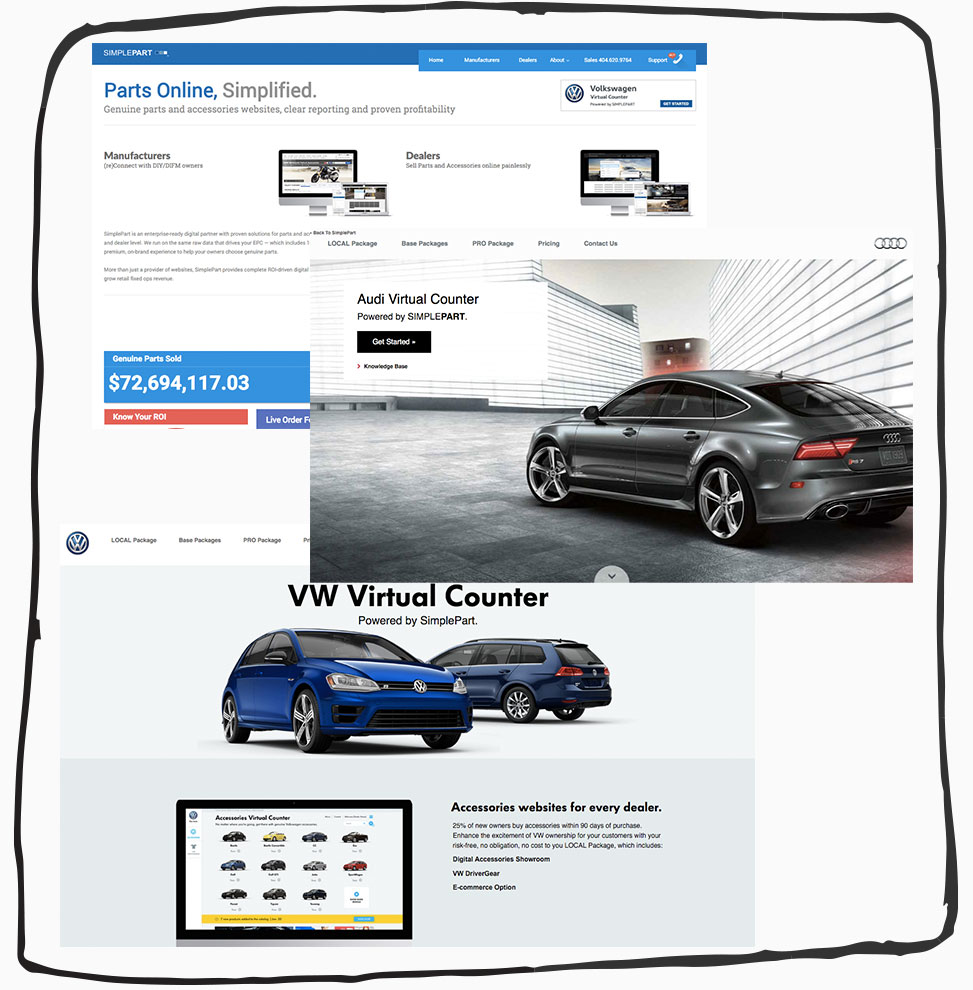 SIMPLEPART
Home Manufacturers Dealers About Sales 404.620.9764 Support
Parts Online, Simplified.
Genuine parts and accessories websites, clear reporting and proven profitability
Volkswagen
Virtual Counter
Powered by SIMPLEPART
GET STARTED
Manufacturers
(re)Connect with DIY/DIFM owners
Dealers
Sell Parts and Accessories online painlessly
SimplePart is an enterprise-ready digital partner with proven solutions for parts and
and dealer level. We run on the same raw data that drives your EPC — which includes
premium, on-brand experience to help your owners choose genuine parts.
More than just a provider of websites, SimplePart provides complete ROI-driven digital
grow retail fixed ops revenue.
Genuine Parts Sold
$72,694,117.03
Know Your ROI
Live Order
Back To SimplePart
LOCAL Package Base Packages PRO Package Pricing Contact Us
Audi Virtual Counter
Powered by SIMPLEPART.
Get Started »
Knowledge Base
RS7
LOCAL Package Base Packages PRO Package
VW Virtual Counter
Powered by SimplePart.
Accessories Virtual Counter
Accessories websites for every dealer.
25% of new owners buy accessories within 90 days of purchase.
Enhance the excitement of VW ownership for your customers with your
risk-free, no obligation, no cost to you LOCAL Package, which includes:
Digital Accessories Showroom
VW DriverGear
E-commerce Option